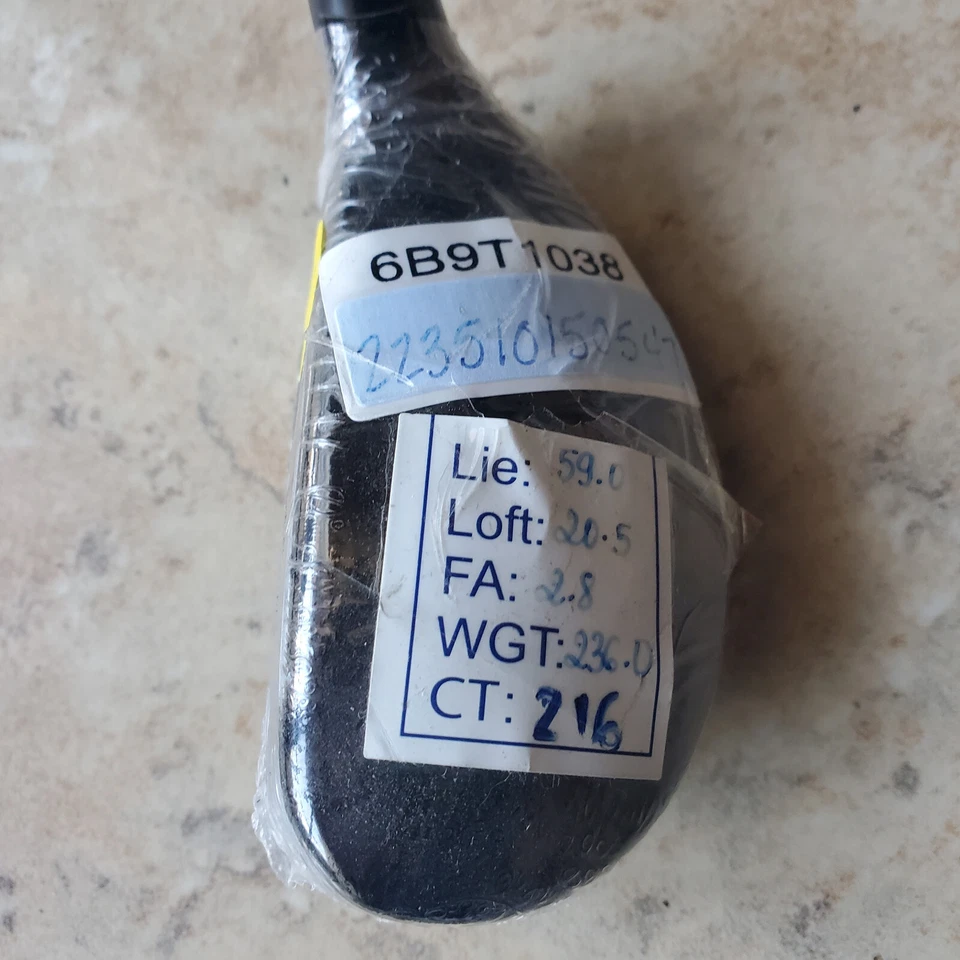 6B9T1038
Lie: 59.0
Loft: 20.5
FA: 2.8
WGT: 236.0
CT: 216